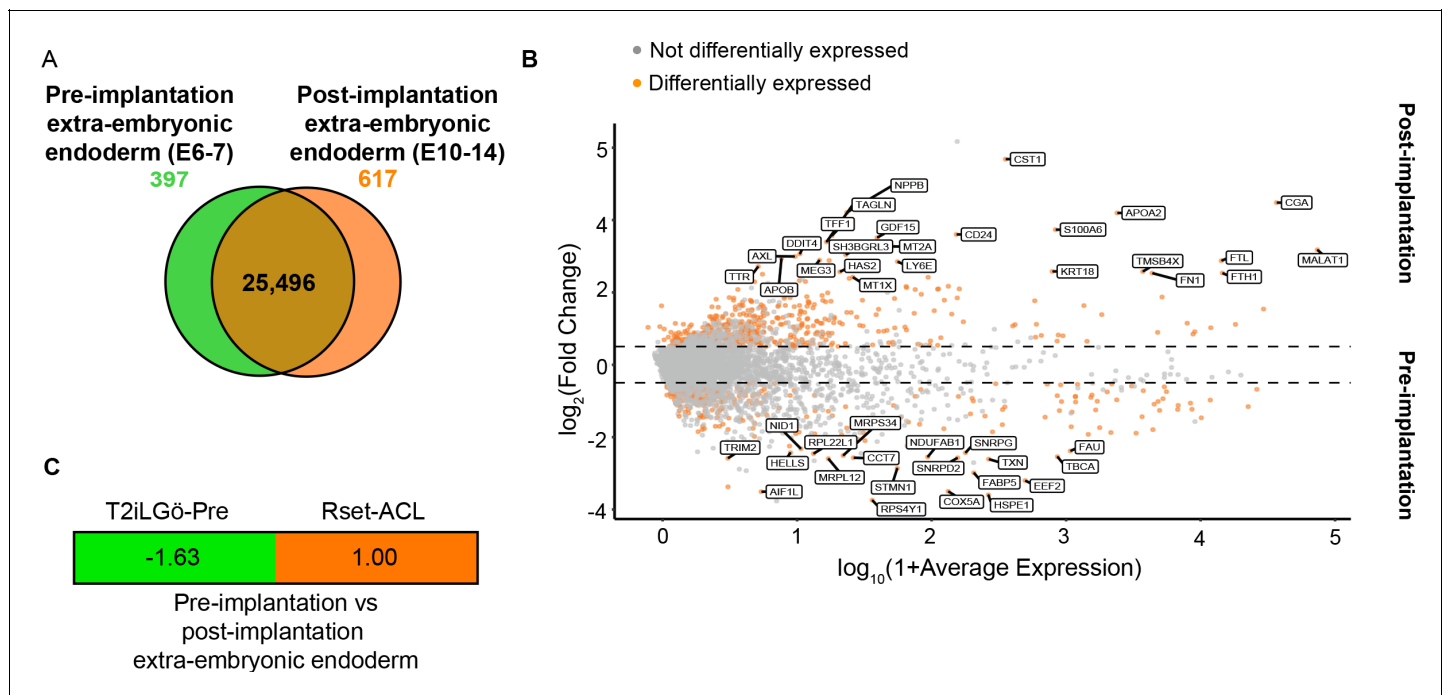 A
Pre-implantation
extra-embryonic
endoderm (E6-7)
397
Post-implantation
extra-embryonic
endoderm (E10-14)
617
25,496
B
Not differentially expressed
Differentially expressed
Post-implantation
Pre-implantation
log2(Fold Change)
5
4
2
0
-2
-4
CST1
NPPB
TAGLN
TFF1
GDF15
CD24
S100A6
APOA2
CGA
DDIT4
SH3BGRL3
MT2A
AXL
MEG3
HAS2
LY6E
KRT18
TMSB4X
FTL
MALAT1
TTR
APOB
MT1X
FN1
FTH1
NID1
MRPS34
TRIM2
RPL22L1
NDUFAB1
SNRPG
FAU
HELLS
CCT7
SNRPD2
TXN
TBCA
MRPL12
STMN1
FABP5
EEF2
AIF1L
RPS4Y1
COX5A
HSPE1
0
1
2
3
4
5
log10(1+Average Expression)
C
T2iLGö-Pre
Rset-ACL
-1.63
1.00
Pre-implantation vs
post-implantation
extra-embryonic endoderm